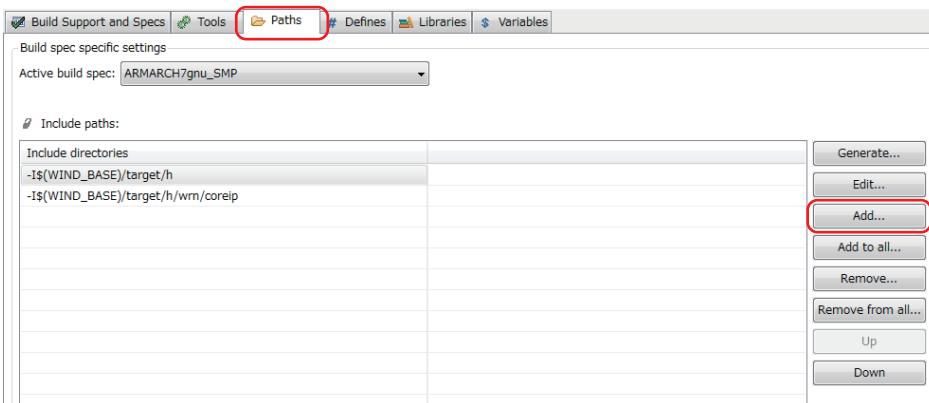 Build Support and Specs Tools Paths # Defines Libraries $ Variables
Build spec specific settings
Active build spec: ARMARCH7gnu_SMP
Include paths:
Include directories
-I$(WIND_BASE)/target/h
-I$(WIND_BASE)/target/h/wrn/coreip
Generate...
Edit...
Add...
Add to all...
Remove...
Remove from all...
Up
Down